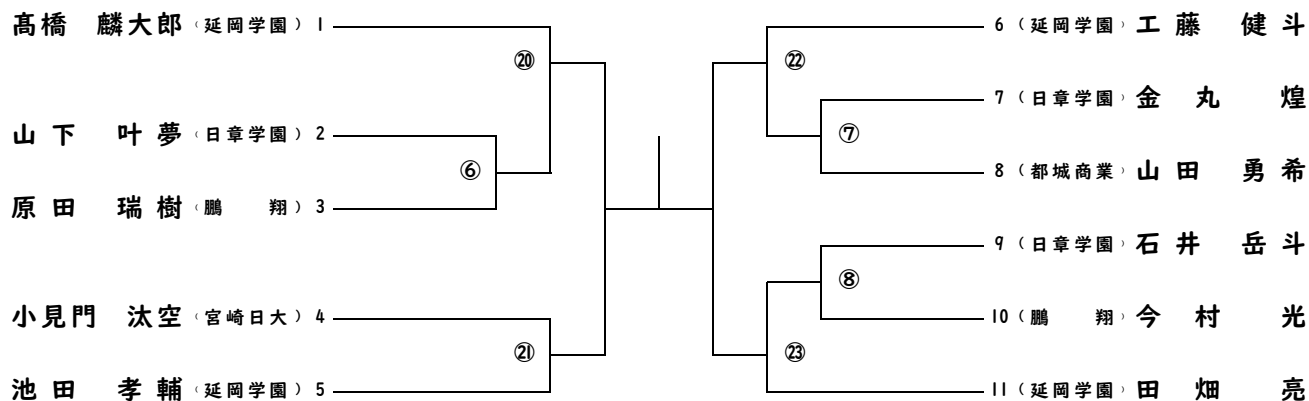 髙橋 麟大郎 (延岡学園) 1
⑳
山下 叶夢 (日章学園) 2
⑥
原田 瑞樹 (鵬 翔) 3
小見門 汰空 (宮崎日大) 4
㉑
池田 孝輔 (延岡学園) 5
6 (延岡学園) 工藤 健斗
㉒
7 (日章学園) 金丸 煌
⑦
8 (都城商業) 山田 勇希
9 (日章学園) 石井 岳斗
⑧
10 (鵬 翔) 今村 光
㉓
11 (延岡学園) 田畑 亮